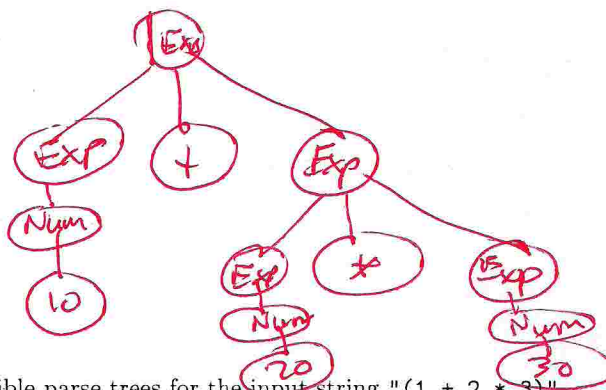 Exp
Exp + Exp
Num
10
Exp * Exp
Num Num
20 30
ible parse trees for the input string "(1 + 2 * 3)"